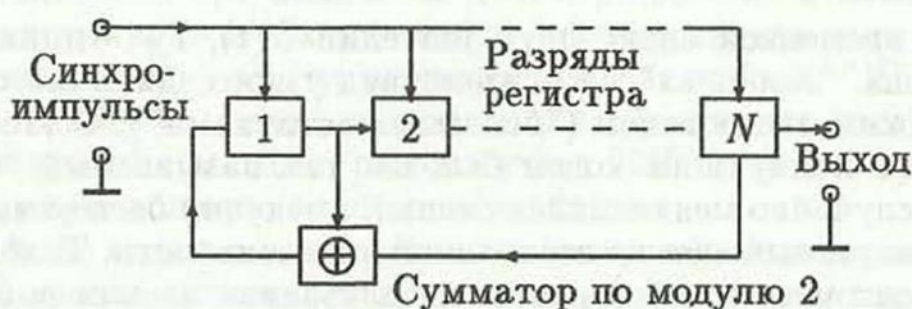 Синхро-
импульсы
Разряды
регистра
1
2
N
Выход
Сумматор по модулю 2